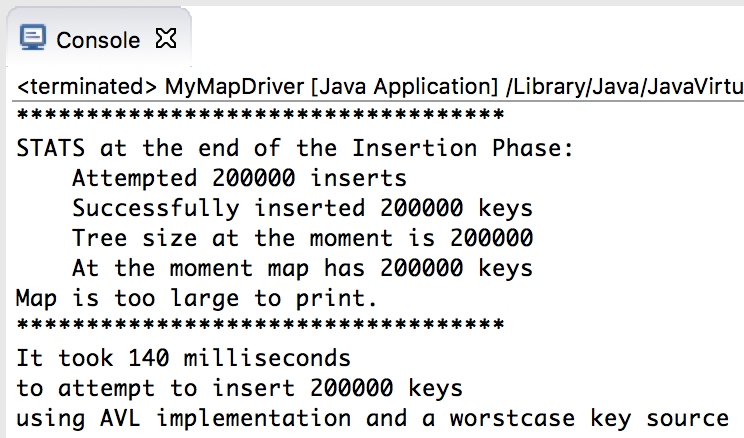 Console
<terminated> MyMapDriver [Java Application] /Library/Java/JavaVirtu
***********************************
STATS at the end of the Insertion Phase:
    Attempted 200000 inserts
    Successfully inserted 200000 keys
    Tree size at the moment is 200000
    At the moment map has 200000 keys
Map is too large to print.
***********************************
It took 140 milliseconds
to attempt to insert 200000 keys
using AVL implementation and a worstcase key source